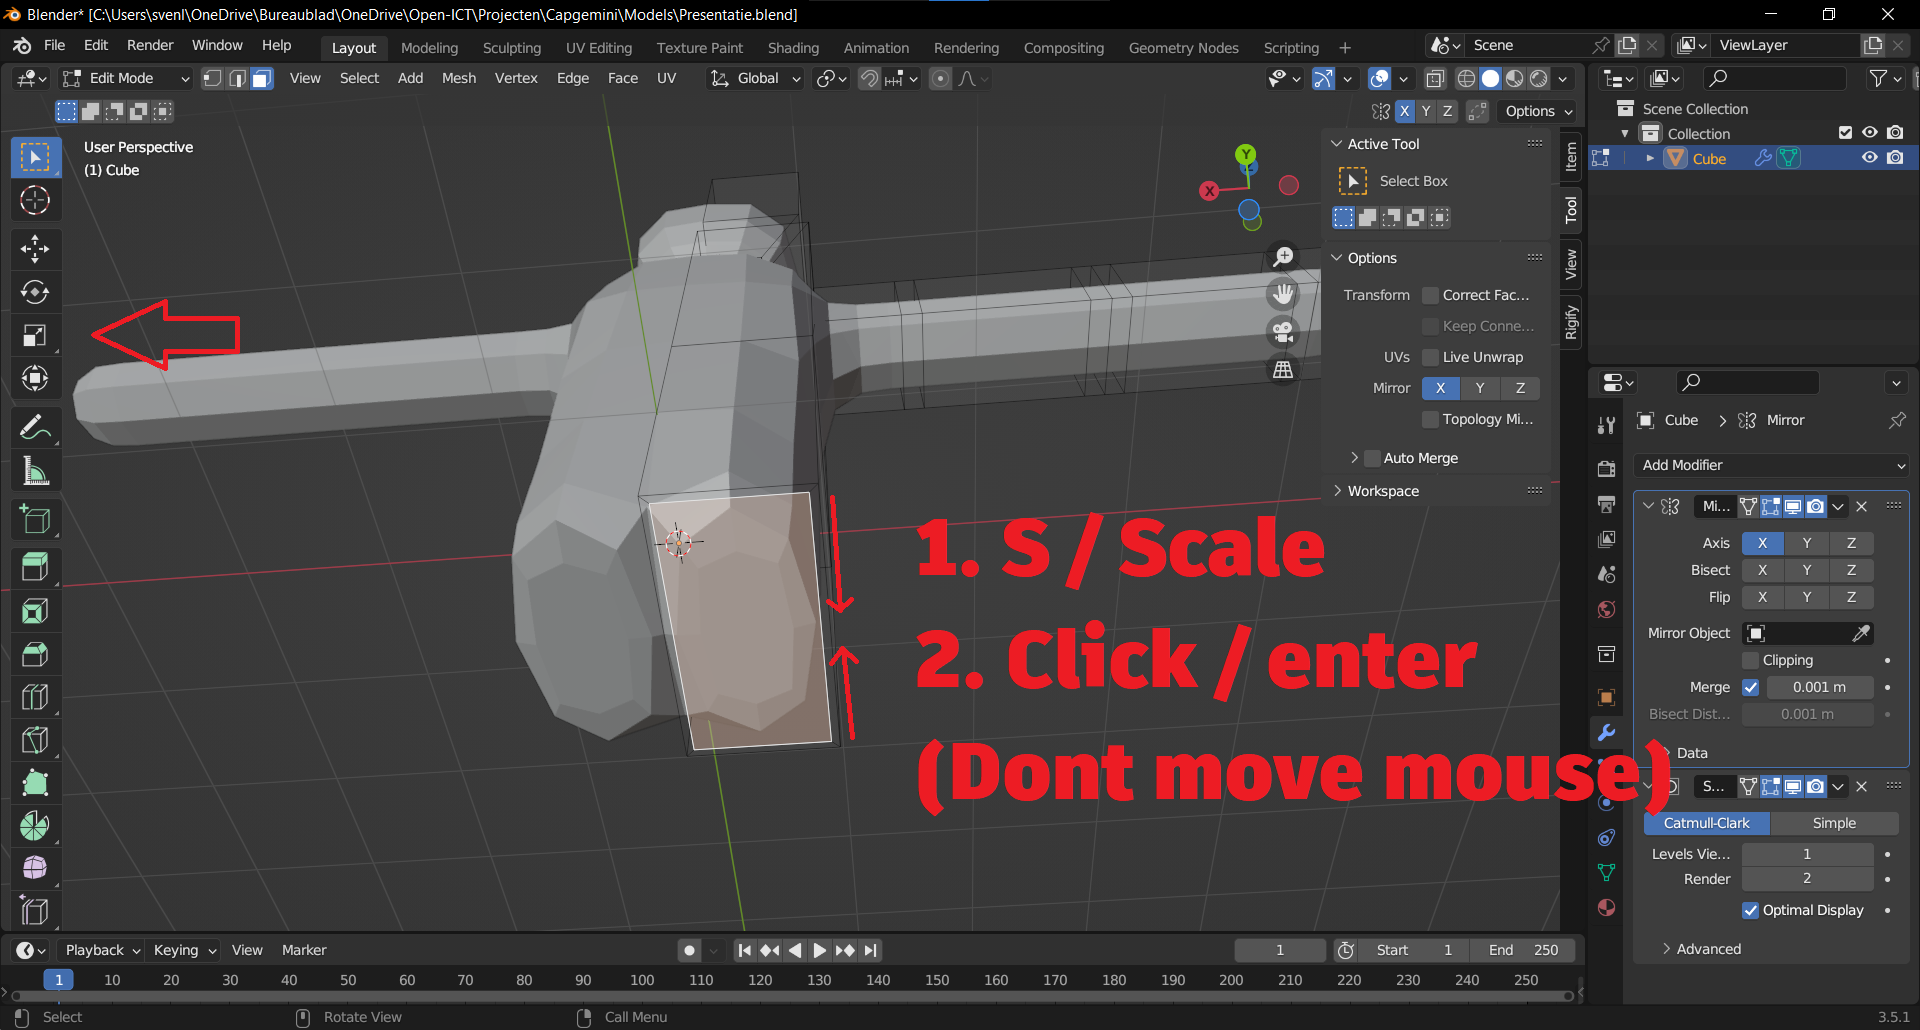 Blender* [C:\Users\svenl\OneDrive\Bureaublad\OneDrive\Open-ICT\Projecten\Capgemini\Models\Presentatie.blend]
File Edit Render Window Help Layout Modeling Sculpting UV Editing Texture Paint Shading Animation Rendering Compositing Geometry Nodes Scripting + Scene ViewLayer
Edit Mode View Select Add Mesh Vertex Edge Face UV Global
X Y Z Options
User Perspective
(1) Cube
Y
X
Active Tool
Select Box
Options
Transform Correct Fac...
Keep Conne...
UVs Live Unwrap
Mirror X Y Z
Topology Mi...
Auto Merge
Workspace
Item
Tool
View
Rigify
Scene Collection
Collection
Cube
Cube > Mirror
Add Modifier
Mi...
Axis X Y Z
Bisect X Y Z
Flip X Y Z
Mirror Object
Clipping
Merge 0.001 m
Bisect Dist... 0.001 m
Data
S...
Catmull-Clark Simple
Levels Vie... 1
Render 2
Optimal Display
Advanced
1. S / Scale
2. Click / enter
(Dont move mouse)
Playback Keying View Marker 1 Start 1 End 250
1 10 20 30 40 50 60 70 80 90 100 110 120 130 140 150 160 170 180 190 200 210 220 230 240 250
Select Rotate View Call Menu 3.5.1